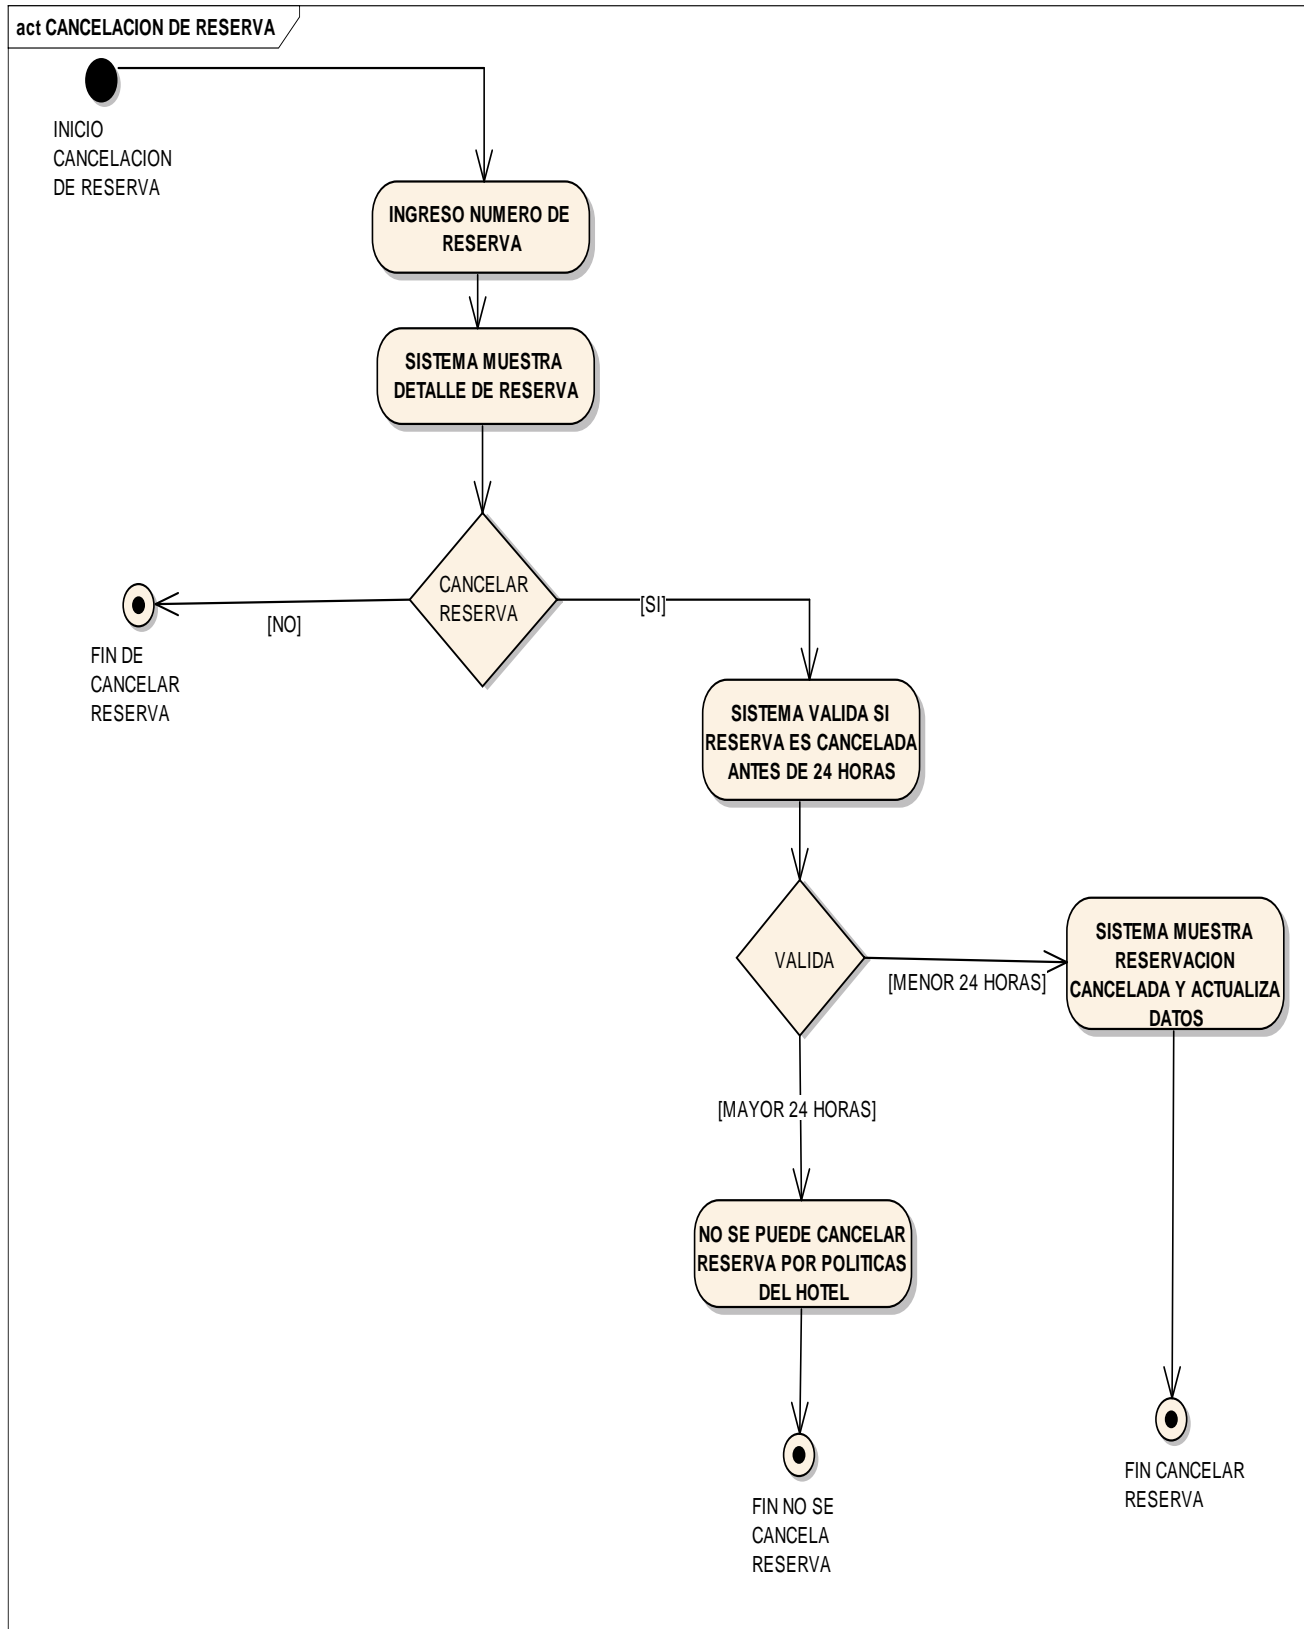 act CANCELACION DE RESERVA
INICIO
CANCELACION
DE RESERVA
INGRESO NUMERO DE
RESERVA
SISTEMA MUESTRA
DETALLE DE RESERVA
CANCELAR
RESERVA
[NO]
[SI]
FIN DE
CANCELAR
RESERVA
SISTEMA VALIDA SI
RESERVA ES CANCELADA
ANTES DE 24 HORAS
VALIDA
[MENOR 24 HORAS]
SISTEMA MUESTRA
RESERVACION
CANCELADA Y ACTUALIZA
DATOS
[MAYOR 24 HORAS]
NO SE PUEDE CANCELAR
RESERVA POR POLITICAS
DEL HOTEL
FIN CANCELAR
RESERVA
FIN NO SE
CANCELA
RESERVA